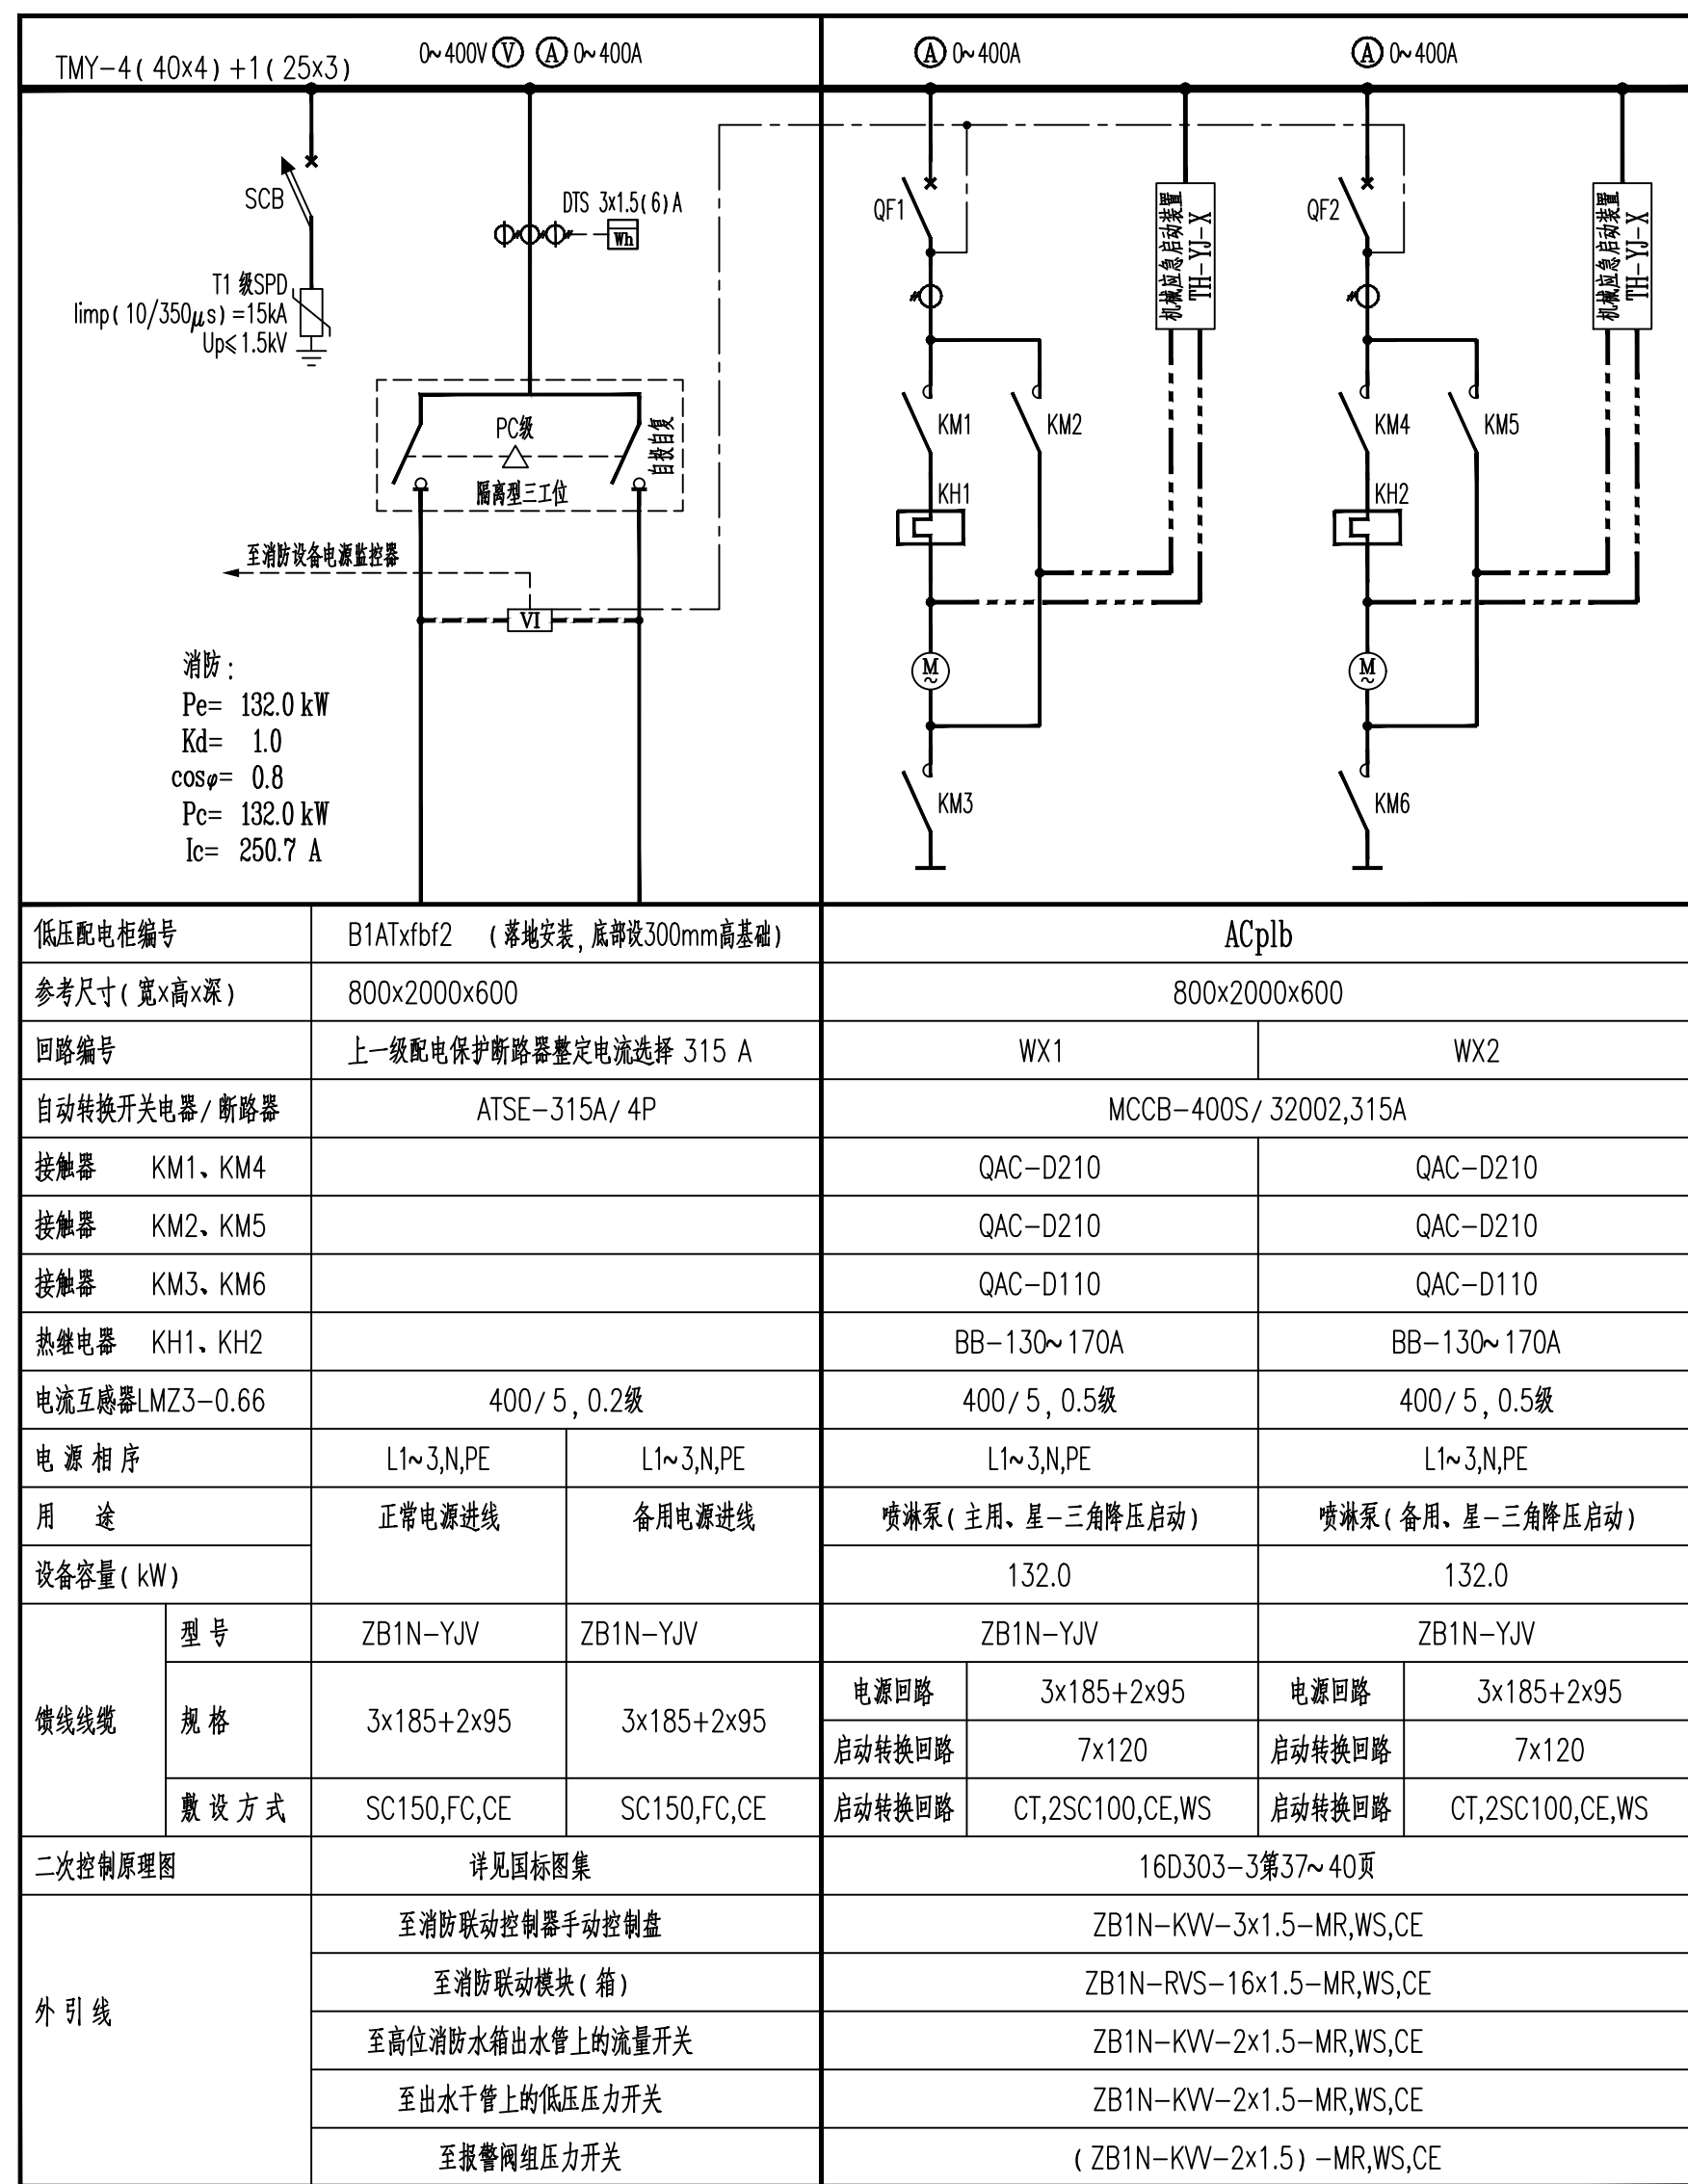 TMY-4(40x4)+1(25x3)
0~400V Ⓥ Ⓐ 0~400A
Ⓐ 0~400A
Ⓐ 0~400A
SCB
T1 级SPD
Iimp(10/350μs)=15kA
Up≤1.5kV
DTS 3x1.5(6)A
Wh
PC级
隔离型三工位
自投自复
至消防设备电源监控器
VI
消防:
Pe= 132.0 kW
Kd= 1.0
cosφ= 0.8
Pc= 132.0 kW
Ic= 250.7 A
QF1
机械应急启动装置
TH-YJ-X
KM1
KM2
KH1
M
~
KM3
QF2
机械应急启动装置
TH-YJ-X
KM4
KM5
KH2
M
~
KM6
低压配电柜编号 B1ATxfbf2 (落地安装,底部设300mm高基础) ACplb
参考尺寸(宽x高x深) 800x2000x600 800x2000x600
回路编号 上一级配电保护断路器整定电流选择 315 A WX1 WX2
自动转换开关电器/断路器 ATSE-315A/4P MCCB-400S/32002,315A
接触器 KM1、KM4 QAC-D210 QAC-D210
接触器 KM2、KM5 QAC-D210 QAC-D210
接触器 KM3、KM6 QAC-D110 QAC-D110
热继电器 KH1、KH2 BB-130~170A BB-130~170A
电流互感器LMZ3-0.66 400/5,0.2级 400/5,0.5级 400/5,0.5级
电源相序 L1~3,N,PE L1~3,N,PE L1~3,N,PE L1~3,N,PE
用 途 正常电源进线 备用电源进线 喷淋泵(主用、星-三角降压启动) 喷淋泵(备用、星-三角降压启动)
设备容量(kW) 132.0 132.0
馈线线缆
型号 ZB1N-YJV ZB1N-YJV ZB1N-YJV ZB1N-YJV
规格 3x185+2x95 3x185+2x95
电源回路 3x185+2x95 电源回路 3x185+2x95
启动转换回路 7x120 启动转换回路 7x120
敷设方式 SC150,FC,CE SC150,FC,CE 启动转换回路 CT,2SC100,CE,WS 启动转换回路 CT,2SC100,CE,WS
二次控制原理图 详见国标图集 16D303-3第37~40页
外引线
至消防联动控制器手动控制盘 ZB1N-KVV-3x1.5-MR,WS,CE
至消防联动模块(箱) ZB1N-RVS-16x1.5-MR,WS,CE
至高位消防水箱出水管上的流量开关 ZB1N-KVV-2x1.5-MR,WS,CE
至出水干管上的低压压力开关 ZB1N-KVV-2x1.5-MR,WS,CE
至报警阀组压力开关 (ZB1N-KVV-2x1.5)-MR,WS,CE